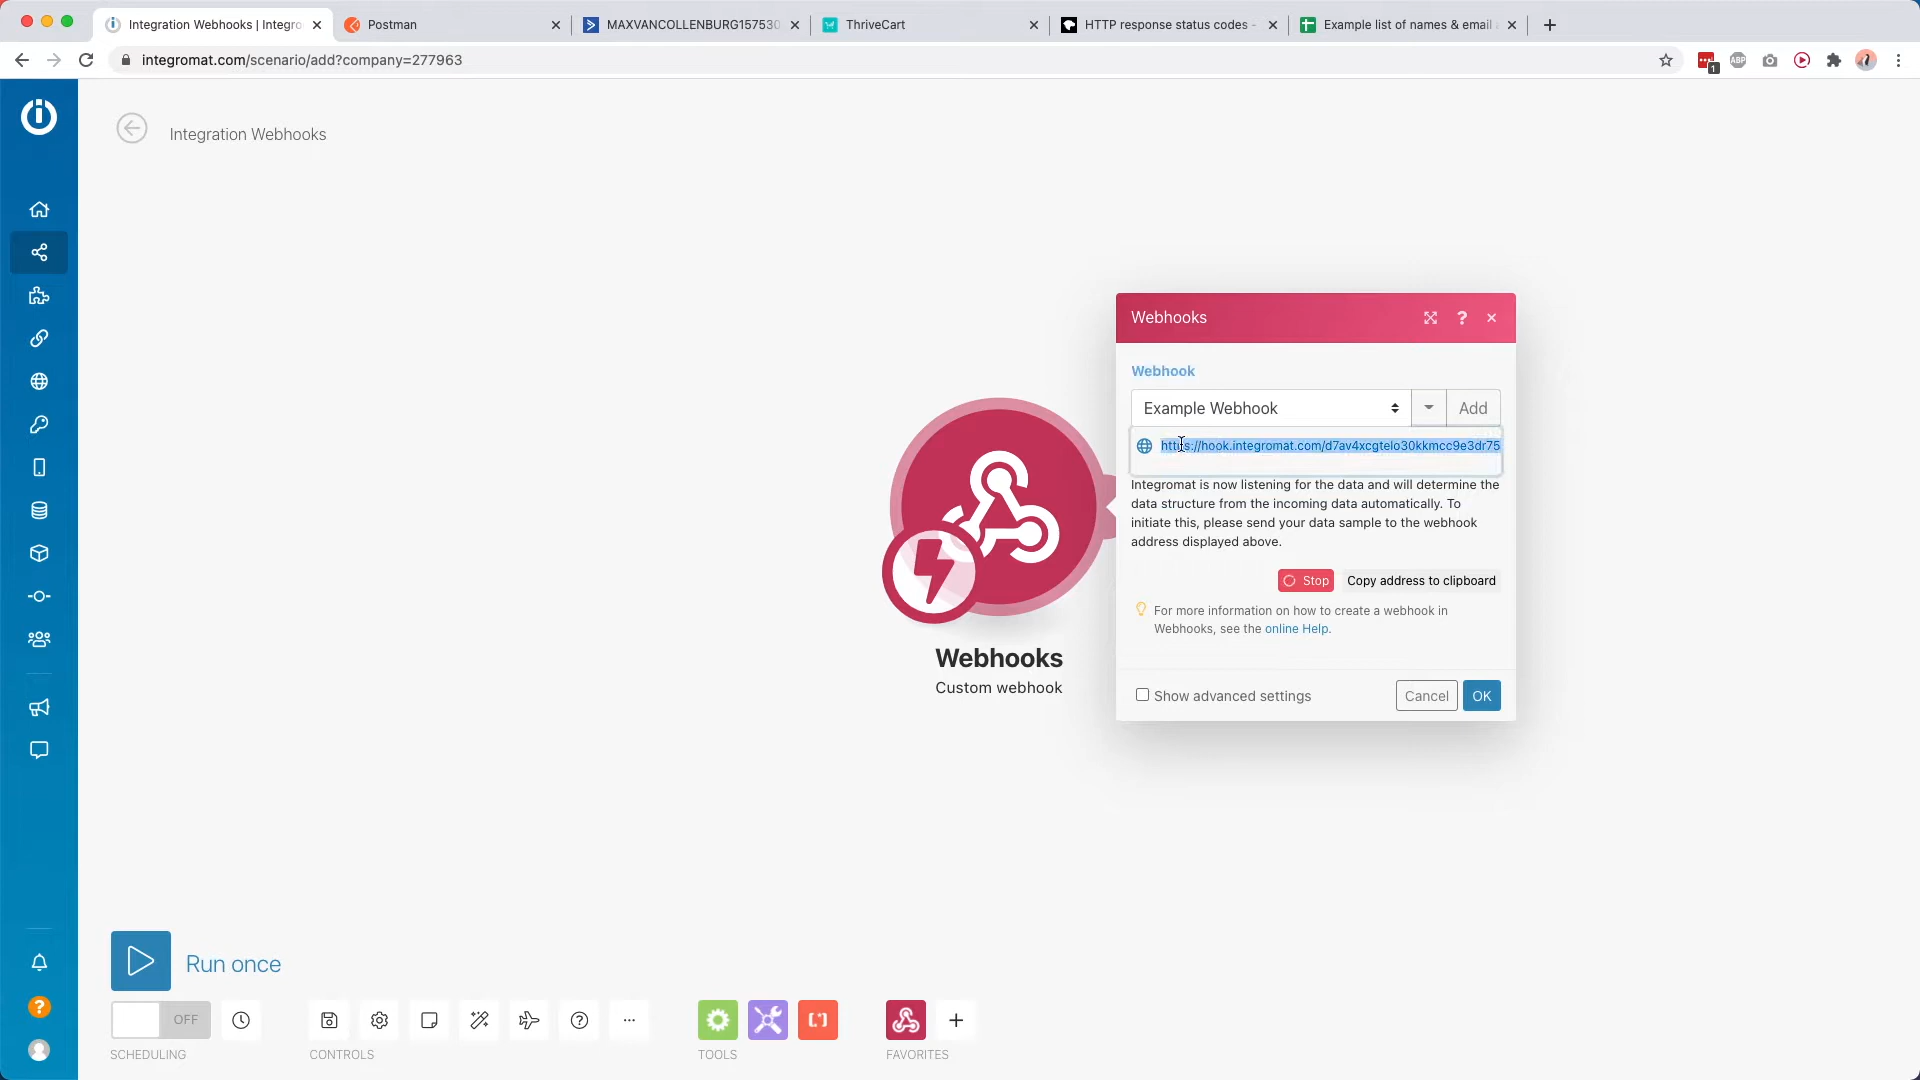 Integration Webhooks | Integro
Postman
MAXVANCOLLENBURG157530
ThriveCart
HTTP response status codes -
Example list of names & email a
integromat.com/scenario/add?company=277963
1
ABP
Integration Webhooks
Webhooks
Webhook
Example Webhook
Add
https://hook.integromat.com/d7av4xcgtelo30kkmcc9e3dr75
Integromat is now listening for the data and will determine the
data structure from the incoming data automatically. To
initiate this, please send your data sample to the webhook
address displayed above.
Stop
Copy address to clipboard
For more information on how to create a webhook in
Webhooks, see the online Help.
Show advanced settings
Cancel
OK
Webhooks
Custom webhook
Run once
OFF
SCHEDULING
CONTROLS
TOOLS
FAVORITES